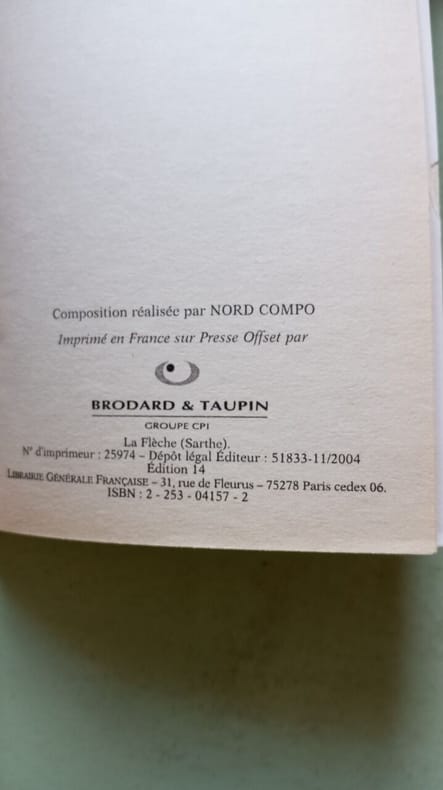 Composition réalisée par NORD COMPO
Imprimé en France sur Presse Offset par
BRODARD & TAUPIN
GROUPE CPI
La Flèche (Sarthe).
N° d'imprimeur : 25974 – Dépôt légal Éditeur : 51833-11/2004
Édition 14
LIBRAIRIE GÉNÉRALE FRANÇAISE – 31, rue de Fleurus – 75278 Paris cedex 06.
ISBN : 2 - 253 - 04157 - 2